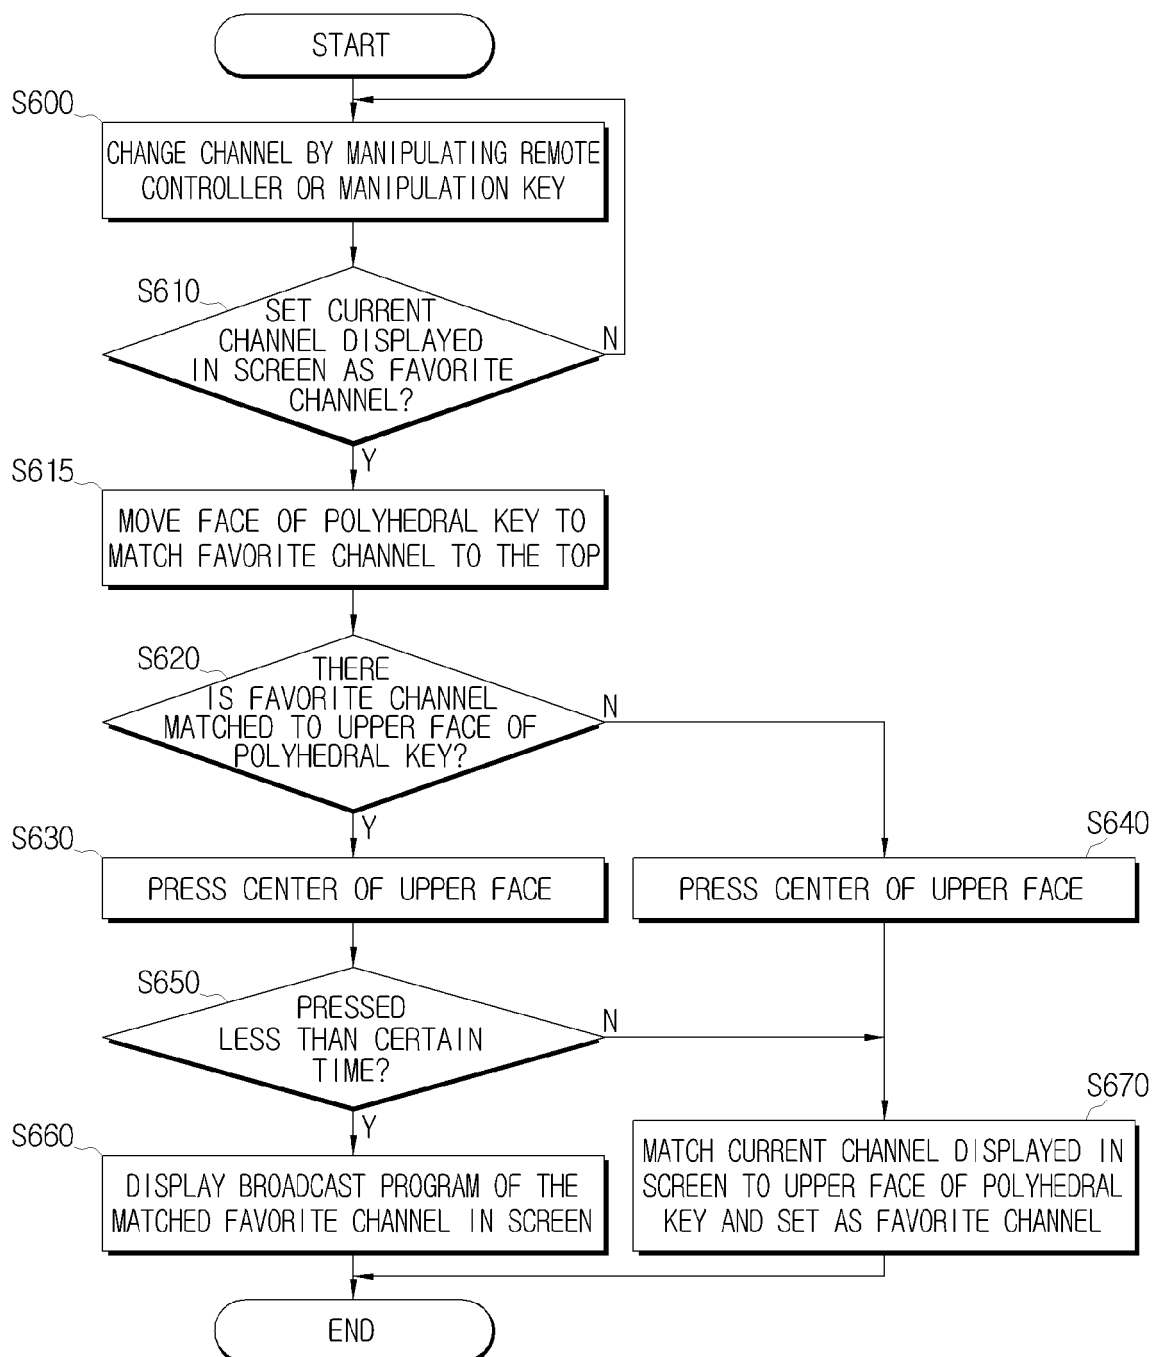 START
S600
CHANGE CHANNEL BY MANIPULATING REMOTE
CONTROLLER OR MANIPULATION KEY
S610
SET CURRENT
CHANNEL DISPLAYED
IN SCREEN AS FAVORITE
CHANNEL?
N
Y
S615
MOVE FACE OF POLYHEDRAL KEY TO
MATCH FAVORITE CHANNEL TO THE TOP
S620
THERE
IS FAVORITE CHANNEL
MATCHED TO UPPER FACE OF
POLYHEDRAL KEY?
N
Y
S630
PRESS CENTER OF UPPER FACE
S640
PRESS CENTER OF UPPER FACE
S650
PRESSED
LESS THAN CERTAIN
TIME?
N
Y
S660
DISPLAY BROADCAST PROGRAM OF THE
MATCHED FAVORITE CHANNEL IN SCREEN
S670
MATCH CURRENT CHANNEL DISPLAYED IN
SCREEN TO UPPER FACE OF POLYHEDRAL
KEY AND SET AS FAVORITE CHANNEL
END